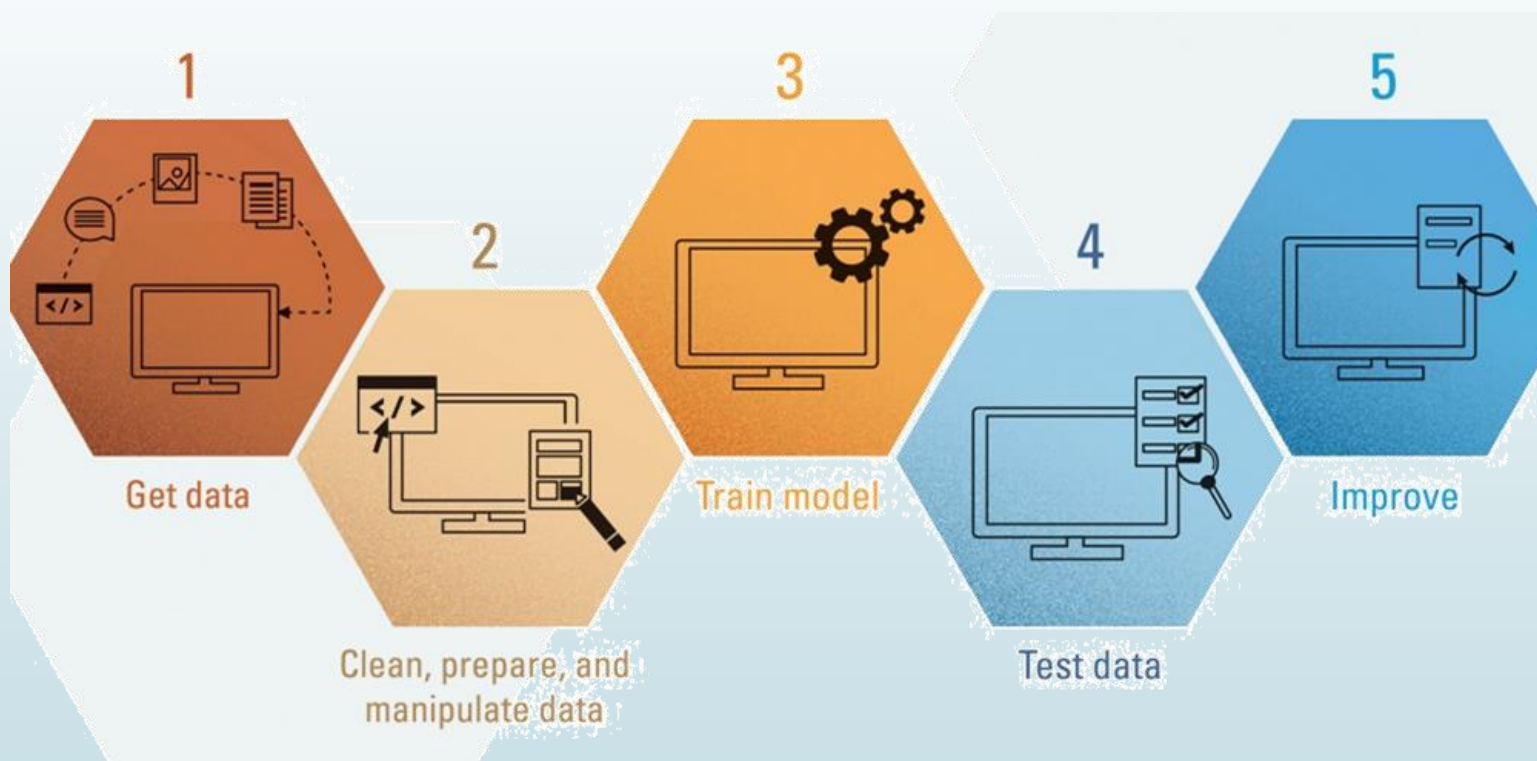 1
Get data
2
Clean, prepare, and
manipulate data
3
Train model
4
Test data
5
Improve